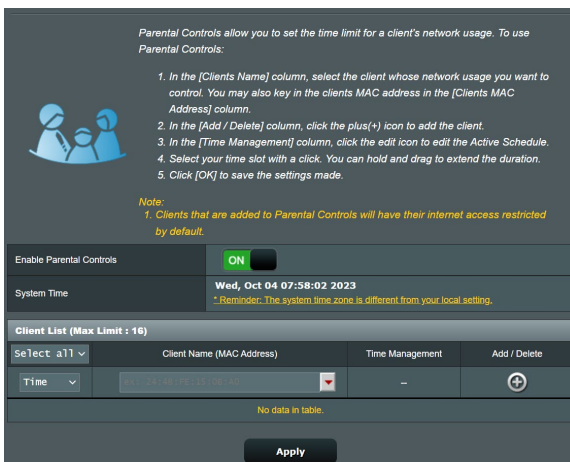 Parental Controls allow you to set the time limit for a client's network usage. To use
Parental Controls:
1. In the [Clients Name] column, select the client whose network usage you want to
control. You may also key in the clients MAC address in the [Clients MAC
Address] column.
2. In the [Add / Delete] column, click the plus(+) icon to add the client.
3. In the [Time Management] column, click the edit icon to edit the Active Schedule.
4. Select your time slot with a click. You can hold and drag to extend the duration.
5. Click [OK] to save the settings made.
Note:
1. Clients that are added to Parental Controls will have their internet access restricted
by default.
Enable Parental Controls
ON
System Time
Wed, Oct 04 07:58:02 2023
* Reminder: The system time zone is different from your local setting.
Client List (Max Limit : 16)
Select all
Client Name (MAC Address)
Time Management
Add / Delete
Time
–
No data in table.
Apply